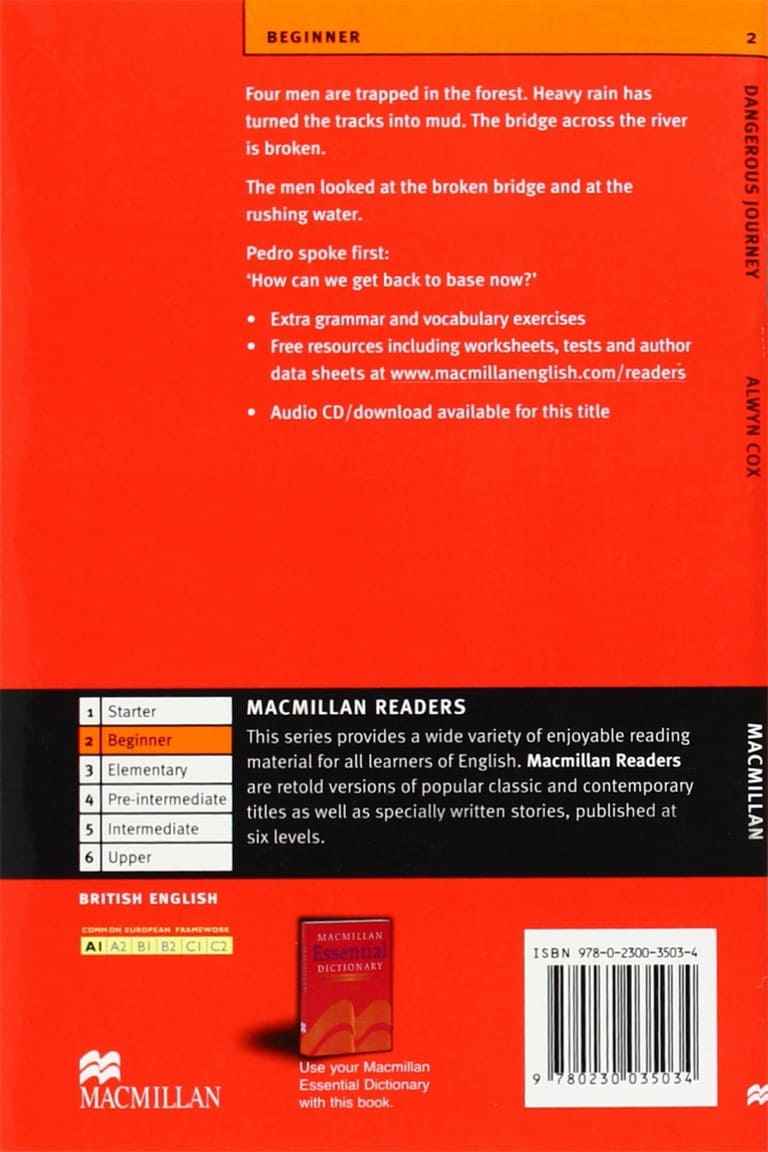 BEGINNER 2
Four men are trapped in the forest. Heavy rain has
turned the tracks into mud. The bridge across the river
is broken.
The men looked at the broken bridge and at the
rushing water.
Pedro spoke first:
‘How can we get back to base now?’
• Extra grammar and vocabulary exercises
• Free resources including worksheets, tests and author
data sheets at www.macmillanenglish.com/readers
• Audio CD/download available for this title
DANGEROUS JOURNEY
ALWYN COX
MACMILLAN
1 Starter
2 Beginner
3 Elementary
4 Pre-intermediate
5 Intermediate
6 Upper
MACMILLAN READERS
This series provides a wide variety of enjoyable reading
material for all learners of English. Macmillan Readers
are retold versions of popular classic and contemporary
titles as well as specially written stories, published at
six levels.
BRITISH ENGLISH
COMMON EUROPEAN FRAMEWORK
A1 A2 B1 B2 C1 C2
MACMILLAN
Essential
DICTIONARY
Use your Macmillan
Essential Dictionary
with this book.
MACMILLAN
ISBN 978-0-2300-3503-4
9 780230 035034